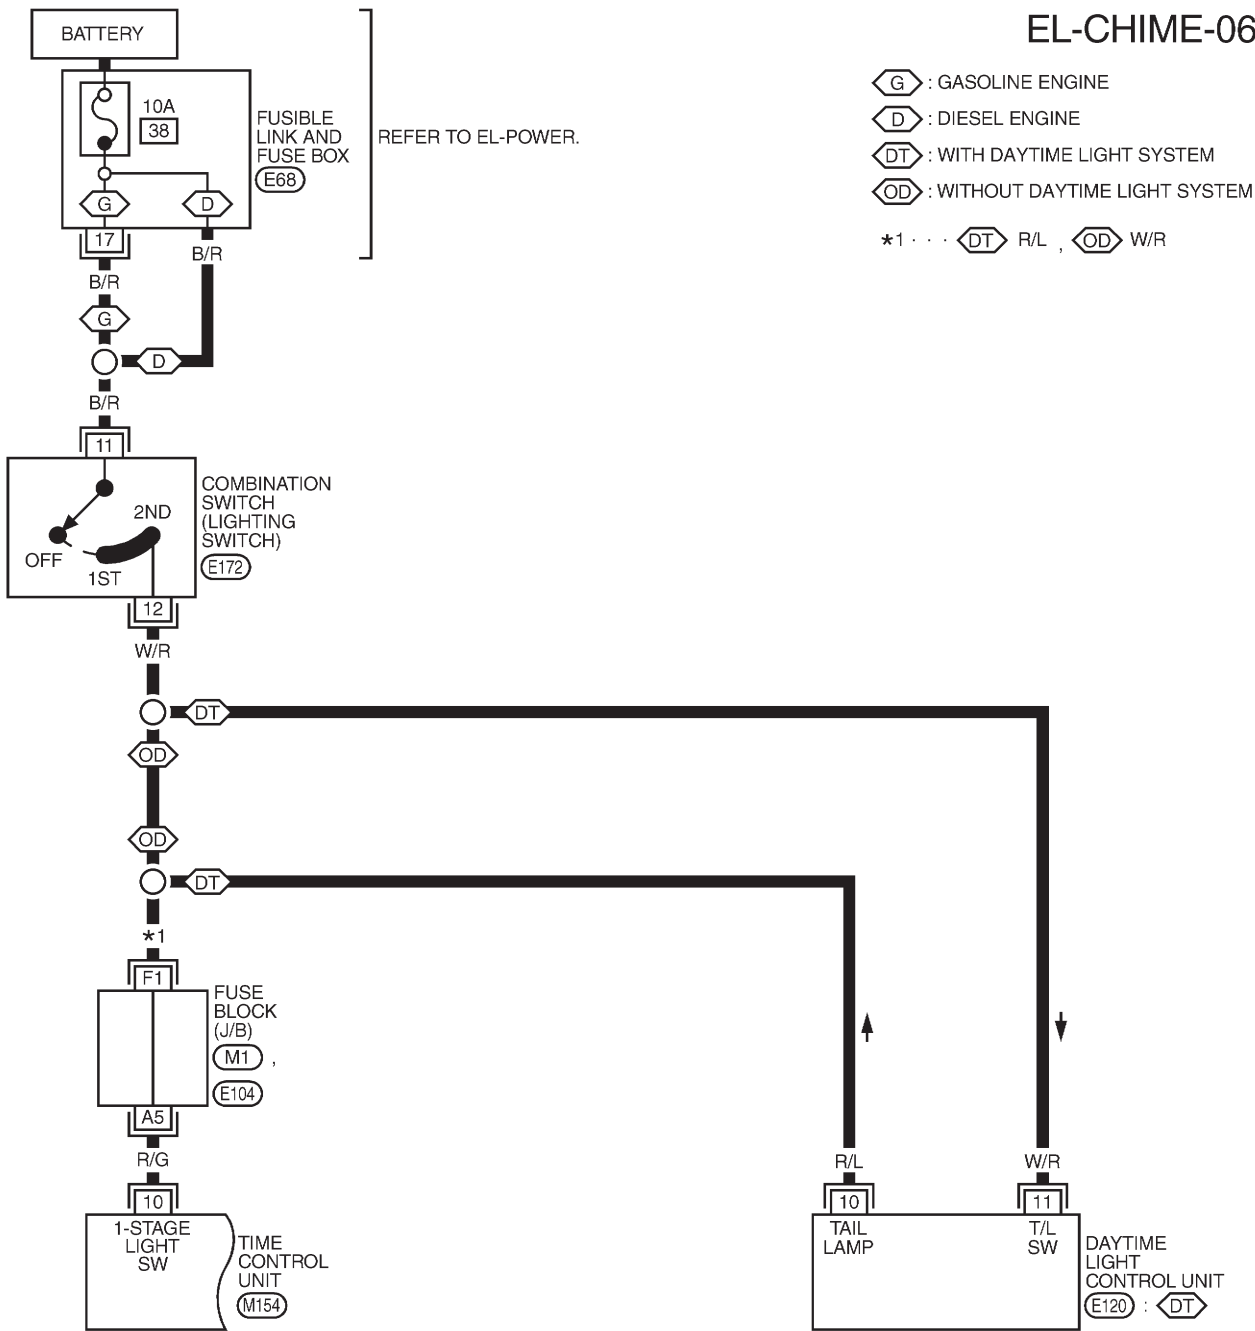 EL-CHIME-06
BATTERY
10A
38
FUSIBLE
LINK AND
FUSE BOX
E68
REFER TO EL-POWER.
G : GASOLINE ENGINE
D : DIESEL ENGINE
DT : WITH DAYTIME LIGHT SYSTEM
OD : WITHOUT DAYTIME LIGHT SYSTEM
*1 · · · DT R/L , OD W/R
G
D
17
B/R
B/R
G
D
B/R
11
COMBINATION
SWITCH
(LIGHTING
SWITCH)
E172
2ND
OFF
1ST
12
W/R
DT
OD
OD
DT
*1
F1
FUSE
BLOCK
(J/B)
M1 ,
E104
A5
R/G
10
1-STAGE
LIGHT
SW
TIME
CONTROL
UNIT
M154
R/L
W/R
10
11
TAIL
LAMP
T/L
SW
DAYTIME
LIGHT
CONTROL UNIT
E120 : DT